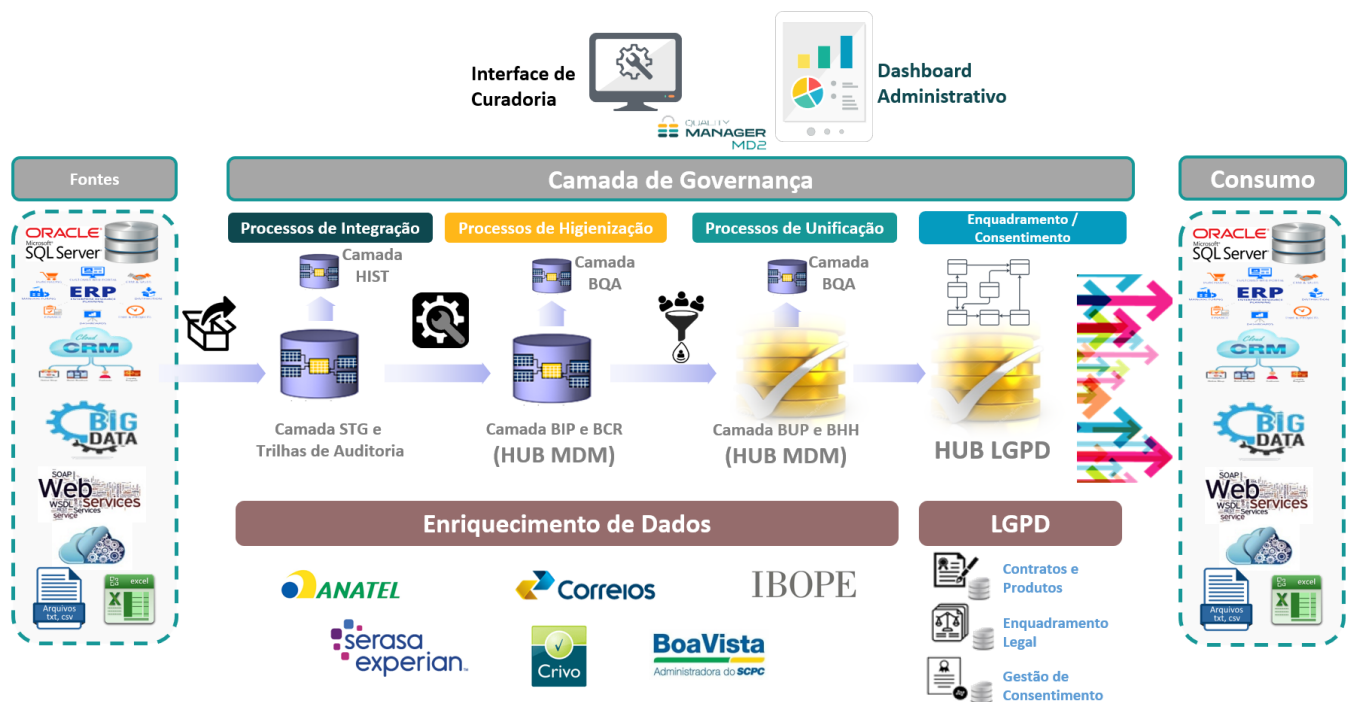 Interface de
Curadoria
QUALITY
MANAGER
MD2
Dashboard
Administrativo
Fontes
Camada de Governança
Consumo
Processos de Integração
Processos de Higienização
Processos de Unificação
Enquadramento /
Consentimento
ORACLE
Microsoft
SQL Server
ERP
Cloud
CRM
BIG
DATA
SOAP
Web
WSDL
services
service
Arquivos
txt, csv
excel
Camada
HIST
Camada
BQA
Camada
BQA
Camada STG e
Trilhas de Auditoria
Camada BIP e BCR
(HUB MDM)
Camada BUP e BHH
(HUB MDM)
HUB LGPD
Enriquecimento de Dados
LGPD
ANATEL
Correios
IBOPE
serasa
experian
Crivo
BoaVista
Administradora do SCPC
Contratos e
Produtos
Enquadramento
Legal
Gestão de
Consentimento
ORACLE
Microsoft
SQL Server
ERP
Cloud
CRM
BIG
DATA
SOAP
Web
WSDL
services
service
Arquivos
txt, csv
excel